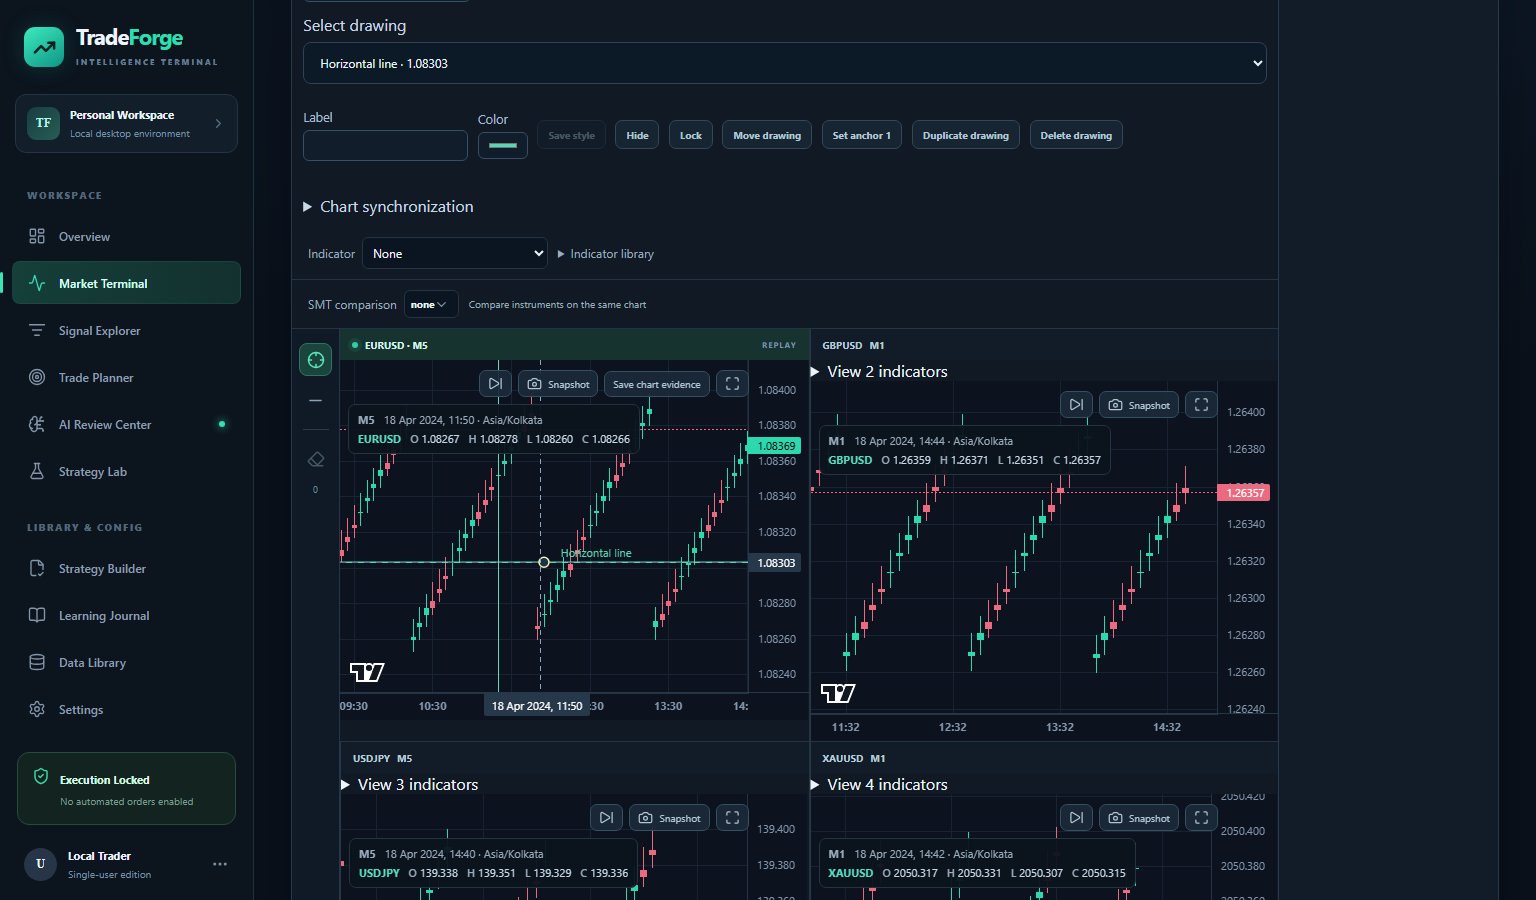 TradeForge
INTELLIGENCE TERMINAL
TF
Personal Workspace
Local desktop environment
WORKSPACE
Overview
Market Terminal
Signal Explorer
Trade Planner
AI Review Center
Strategy Lab
LIBRARY & CONFIG
Strategy Builder
Learning Journal
Data Library
Settings
Execution Locked
No automated orders enabled
U
Local Trader
Single-user edition
Select drawing
Horizontal line · 1.08303
Label
Color
Save style
Hide
Lock
Move drawing
Set anchor 1
Duplicate drawing
Delete drawing
Chart synchronization
Indicator
None
Indicator library
SMT comparison
none
Compare instruments on the same chart
0
EURUSD · M5
REPLAY
Snapshot
Save chart evidence
M5 18 Apr 2024, 11:50 · Asia/Kolkata
EURUSD O 1.08267 H 1.08278 L 1.08260 C 1.08266
Horizontal line
1.08400
1.08380
1.08369
1.08360
1.08340
1.08320
1.08303
1.08280
1.08260
1.08240
09:30
10:30
18 Apr 2024, 11:50
:30
13:30
14:
GBPUSD M1
View 2 indicators
Snapshot
M1 18 Apr 2024, 14:44 · Asia/Kolkata
GBPUSD O 1.26359 H 1.26371 L 1.26351 C 1.26357
1.26400
1.26380
1.26357
1.26340
1.26320
1.26300
1.26280
1.26260
1.26240
11:32
12:32
13:32
14:32
USDJPY M5
View 3 indicators
Snapshot
M5 18 Apr 2024, 14:40 · Asia/Kolkata
USDJPY O 139.338 H 139.351 L 139.329 C 139.336
139.400
139.380
XAUUSD M1
View 4 indicators
Snapshot
M1 18 Apr 2024, 14:42 · Asia/Kolkata
XAUUSD O 2050.317 H 2050.331 L 2050.307 C 2050.315
2050.420
2050.400
2050.380